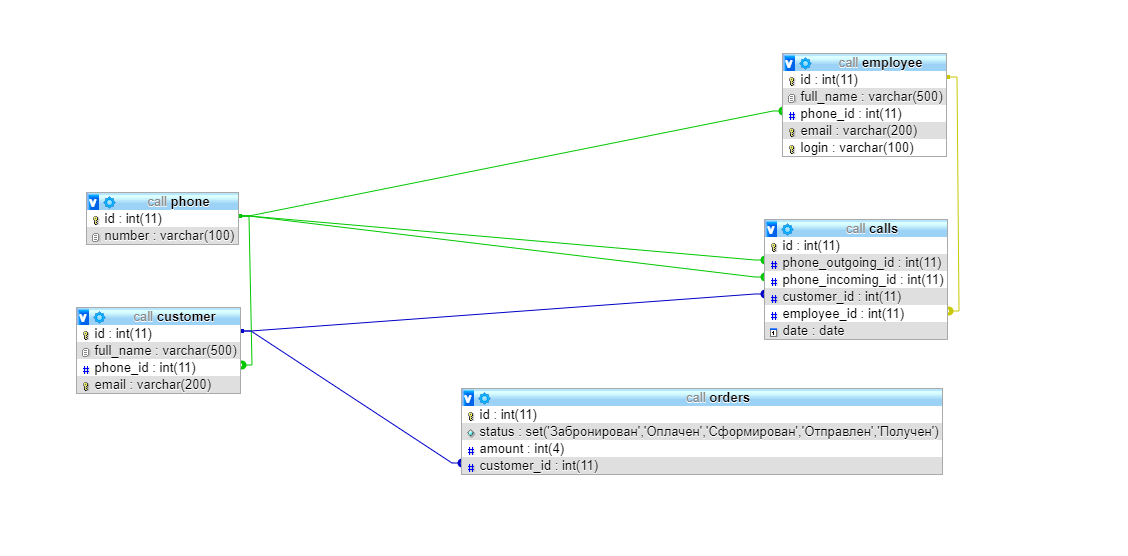 call employee
id : int(11)
full_name : varchar(500)
phone_id : int(11)
email : varchar(200)
login : varchar(100)
call phone
id : int(11)
number : varchar(100)
call calls
id : int(11)
phone_outgoing_id : int(11)
phone_incoming_id : int(11)
customer_id : int(11)
employee_id : int(11)
date : date
call customer
id : int(11)
full_name : varchar(500)
phone_id : int(11)
email : varchar(200)
call orders
id : int(11)
status : set('Забронирован','Оплачен','Сформирован','Отправлен','Получен')
amount : int(4)
customer_id : int(11)